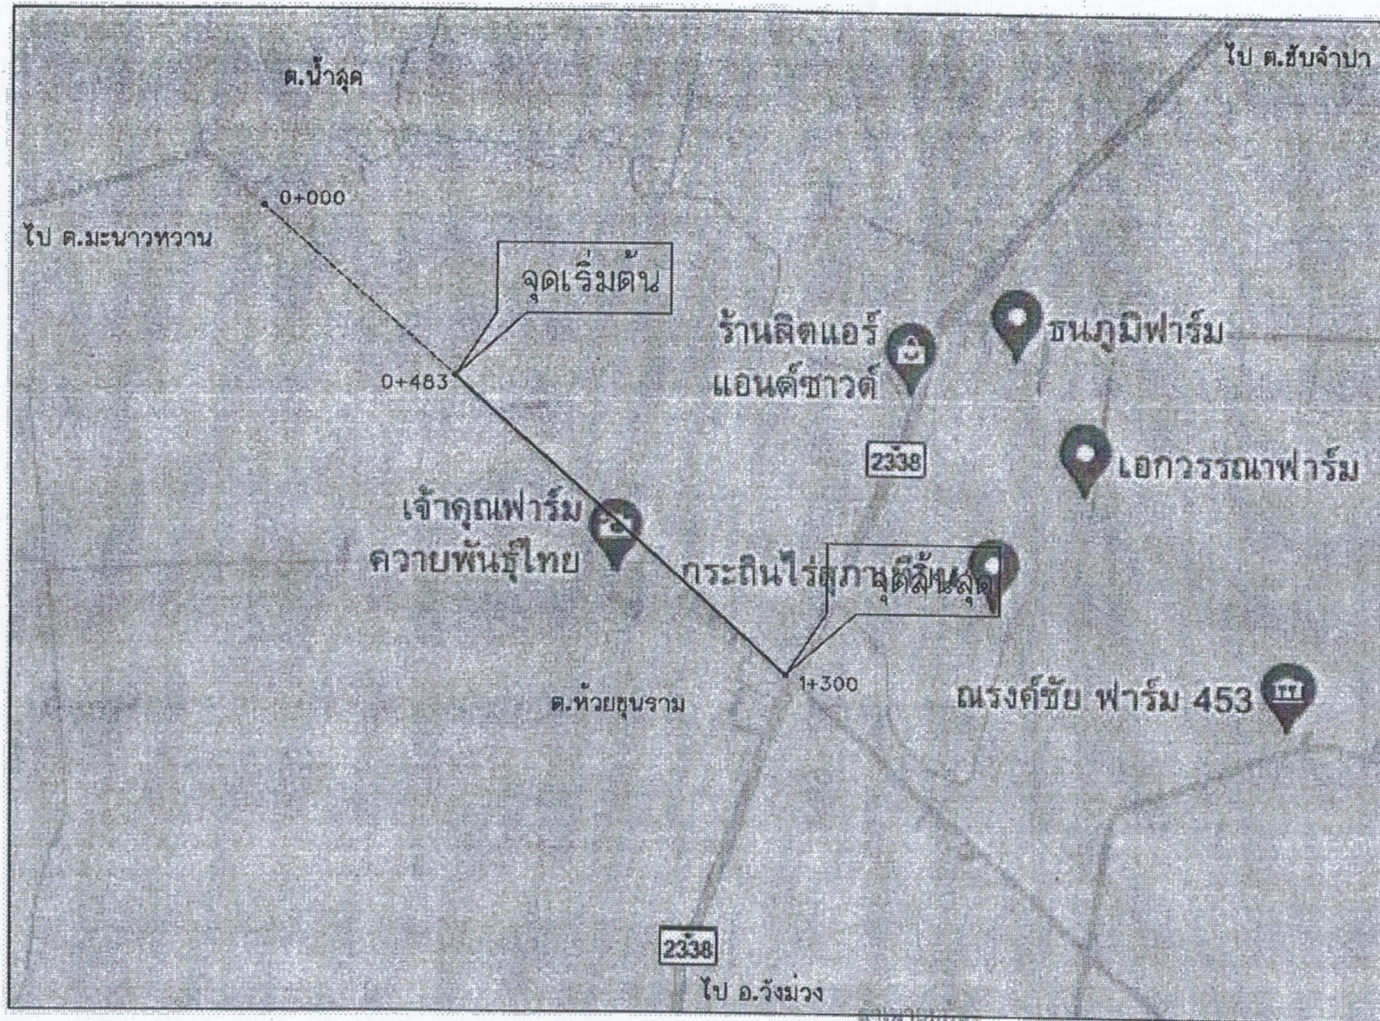 ต.น้ำสุด
ไป ต.ซับจำปา
0+000
ไป ต.มะนาวหวาน
จุดเริ่มต้น
ร้านลิตแอร์
แอนด์ซาวด์
ธนภูมิฟาร์ม
0+483
2338
เอกวรรณาฟาร์ม
เจ้าคุณฟาร์ม
ควายพันธุ์ไทย
กระถินไร่
จุดสิ้นสุด
1+300
ต.ห้วยขุนราม
ณรงค์ชัย ฟาร์ม 453
2338
ไป อ.วังม่วง